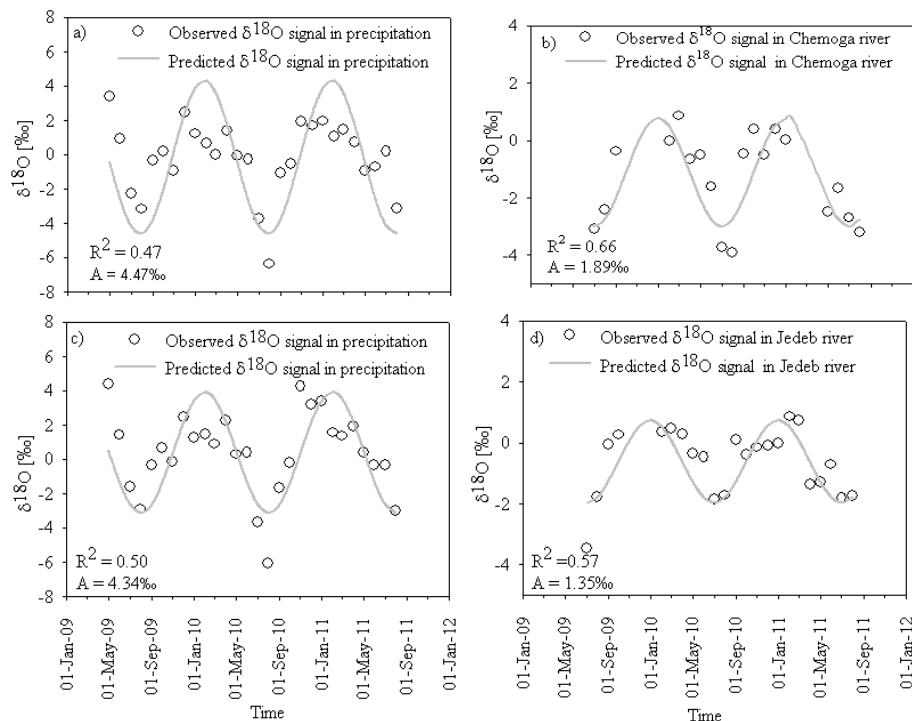 a)
Observed δ18O signal in precipitation
Predicted δ18O signal in precipitation
8
6
4
2
0
-2
-4
-6
-8
δ18O [‰]
R2 = 0.47
A = 4.47‰
b)
Observed δ18O signal in Chemoga river
Predicted δ18O signal in Chemoga river
4
2
0
-2
-4
δ18O [‰]
R2 = 0.66
A = 1.89‰
c)
Observed δ18O signal in precipitation
Predicted δ18O signal in precipitation
8
6
4
2
0
-2
-4
-6
-8
δ18O [‰]
R2 = 0.50
A = 4.34‰
01-Jan-09
01-May-09
01-Sep-09
01-Jan-10
01-May-10
01-Sep-10
01-Jan-11
01-May-11
01-Sep-11
01-Jan-12
Time
d)
Observed δ18O signal in Jedeb river
Predicted δ18O signal in Jedeb river
4
2
0
-2
-4
δ18O [‰]
R2 =0.57
A = 1.35‰
01-Jan-09
01-May-09
01-Sep-09
01-Jan-10
01-May-10
01-Sep-10
01-Jan-11
01-May-11
01-Sep-11
01-Jan-12
Time